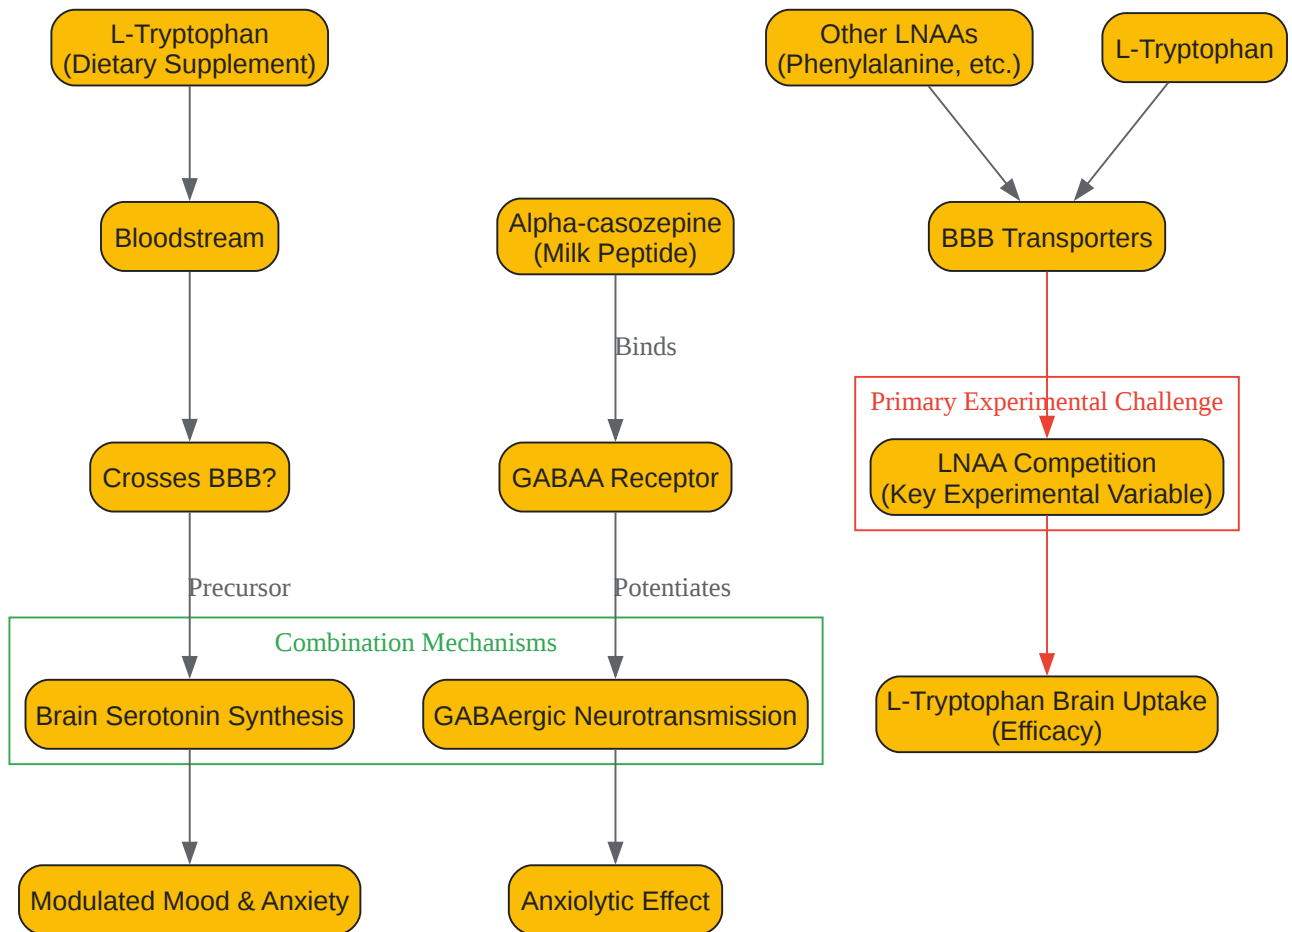 L-Tryptophan
(Dietary Supplement)
Other LNAAs
(Phenylalanine, etc.)
L-Tryptophan
Bloodstream
Alpha-casozepine
(Milk Peptide)
BBB Transporters
Binds
Primary Experimental Challenge
Crosses BBB?
GABAA Receptor
LNAA Competition
(Key Experimental Variable)
Precursor
Potentiates
Combination Mechanisms
Brain Serotonin Synthesis
GABAergic Neurotransmission
L-Tryptophan Brain Uptake
(Efficacy)
Modulated Mood & Anxiety
Anxiolytic Effect